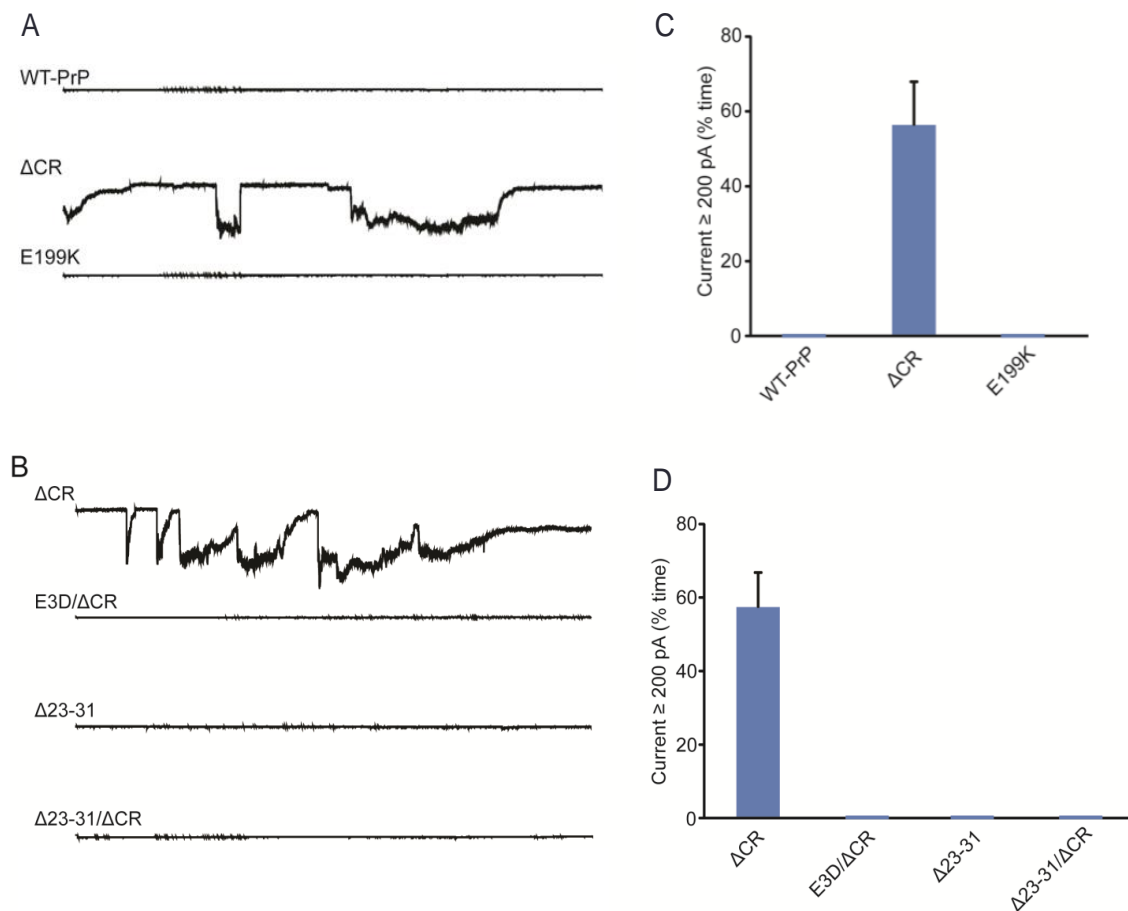 A
WT-PrP
ΔCR
E199K
B
ΔCR
E3D/ΔCR
Δ23-31
Δ23-31/ΔCR
C
Current ≥ 200 pA (% time)
80
60
40
20
0
WT-PrP
ΔCR
E199K
D
Current ≥ 200 pA (% time)
80
60
40
20
0
ΔCR
E3D/ΔCR
Δ23-31
Δ23-31/ΔCR